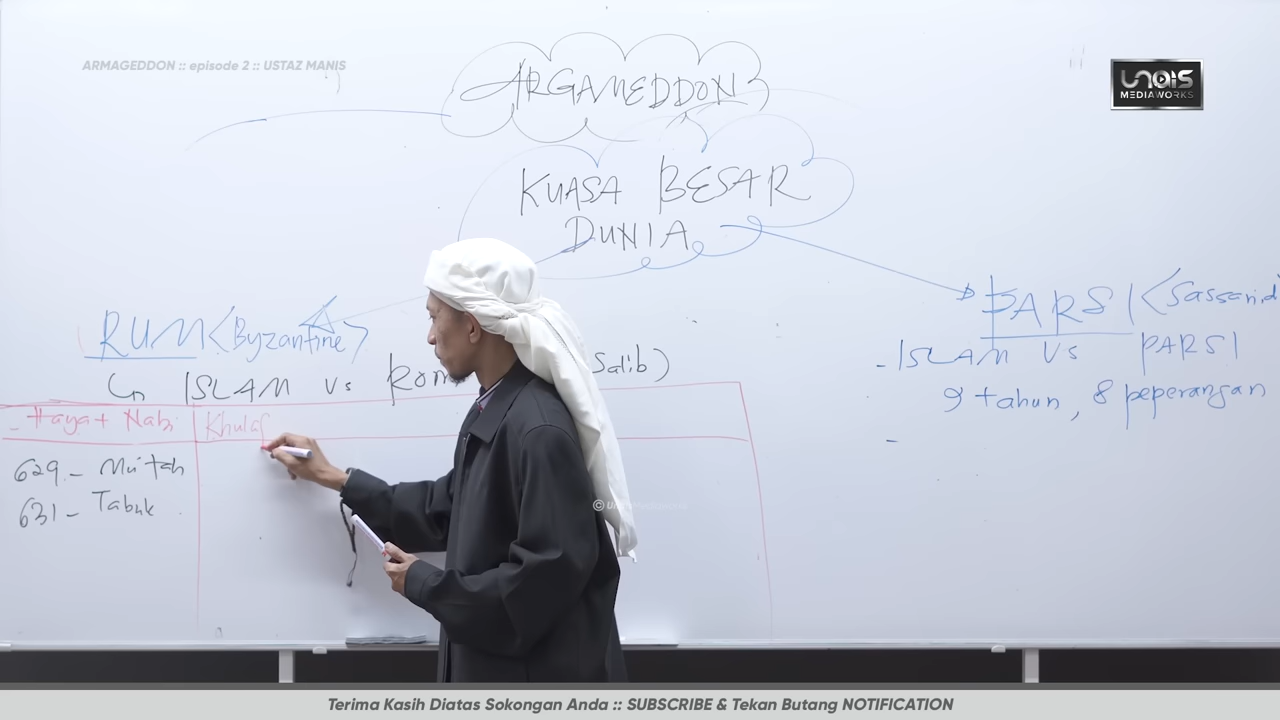 ARMAGEDDON :: episode 2 :: USTAZ MANIS
UNAIS
MEDIAWORKS
ARGAMEDDON
KUASA BESAR
DUNIA
RUM <Byzantine>
ISLAM Vs Rom Salib)
- Hayat Nabi
Khulaf
629 - Mu'tah
631 - Tabuk
PARSI <Sassanid
- ISLAM Vs PARSI
9 tahun, 8 peperangan
-
Terima Kasih Diatas Sokongan Anda :: SUBSCRIBE & Tekan Butang NOTIFICATION